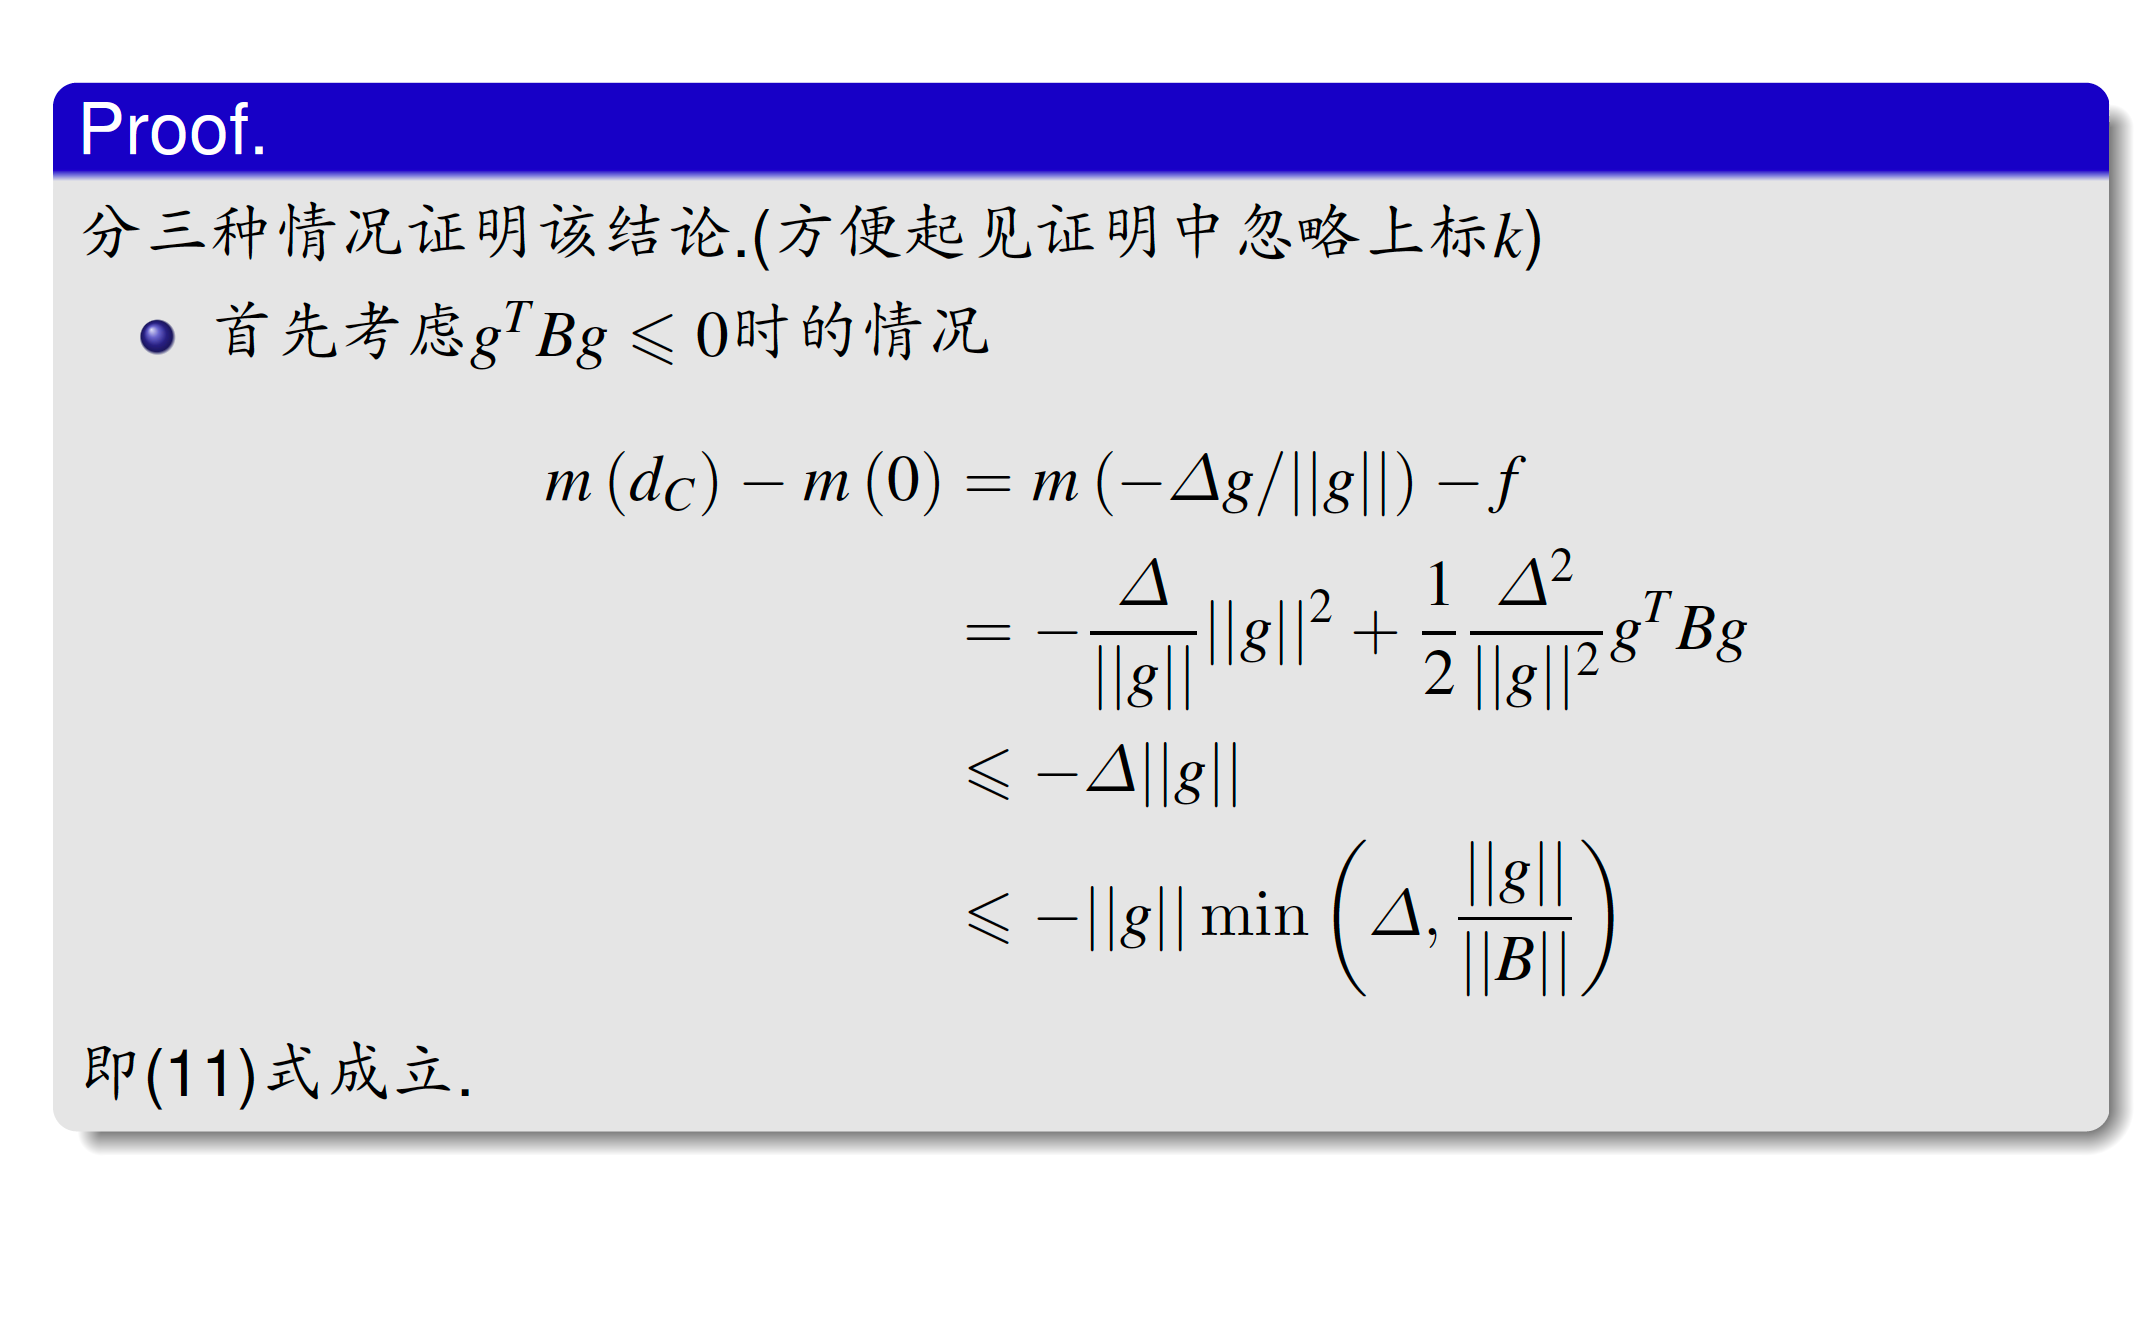 Proof.
分三种情况证明该结论.(方便起见证明中忽略上标k)
首先考虑$g^T Bg \leqslant 0$时的情况
$m(d_C) - m(0) = m(-\Delta g/||g||) - f$
$= -\frac{\Delta}{||g||}||g||^2 + \frac{1}{2}\frac{\Delta^2}{||g||^2}g^T Bg$
$\leqslant -\Delta||g||$
$\leqslant -||g|| \min\left(\Delta, \frac{||g||}{||B||}\right)$
即(11)式成立.